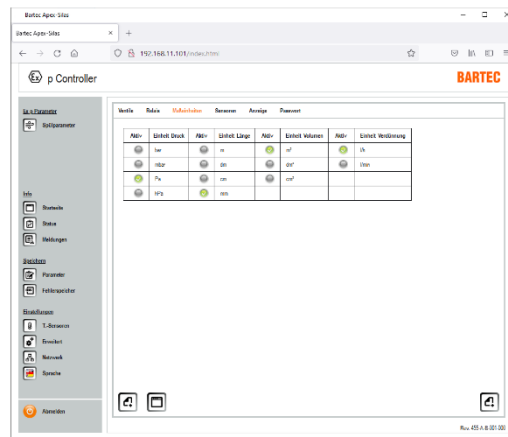 Bartec Apex-Silas
Bartec Apex-Silas
192.168.11.101/index.html
Ex p Controller
BARTEC
Ex p Parameter
Spülparameter
Info
Startseite
Status
Meldungen
Speichern
Parameter
Fehlerspeicher
Einstellungen
T.-Sensoren
Erweitert
Netzwerk
Sprache
Abmelden
Ventile Relais Maßeinheiten Sensoren Anzeige Passwort
Aktiv Einheit Druck Aktiv Einheit Länge Aktiv Einheit Volumen Aktiv Einheit Verdünnung
bar m m³ l/s
mbar dm dm³ l/min
Pa cm cm³
hPa mm